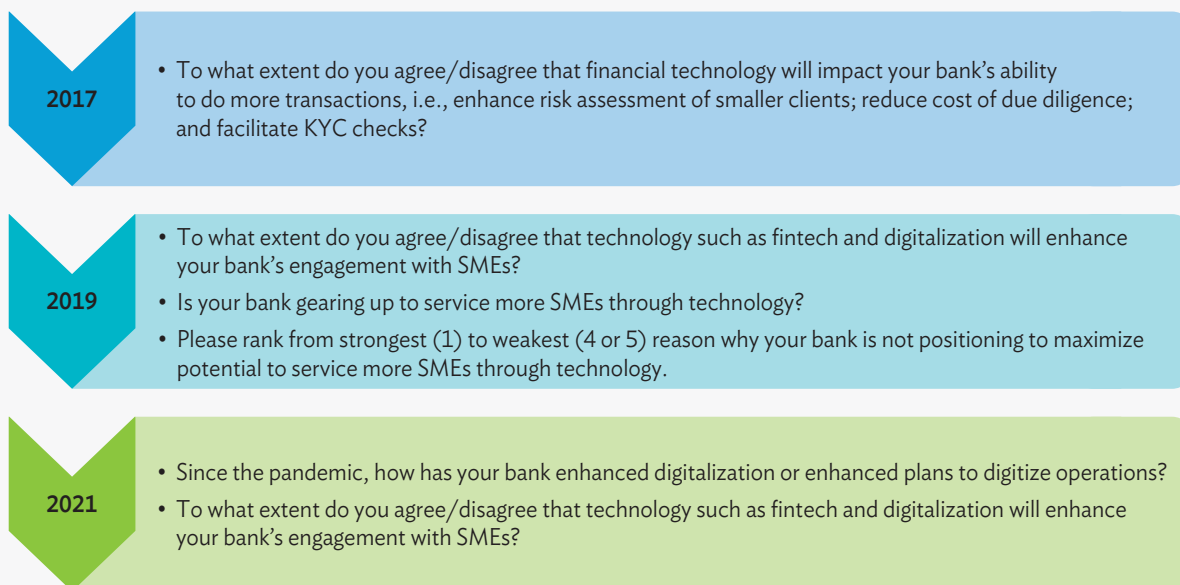 2017
• To what extent do you agree/disagree that financial technology will impact your bank’s ability
to do more transactions, i.e., enhance risk assessment of smaller clients; reduce cost of due diligence;
and facilitate KYC checks?
2019
• To what extent do you agree/disagree that technology such as fintech and digitalization will enhance
your bank’s engagement with SMEs?
• Is your bank gearing up to service more SMEs through technology?
• Please rank from strongest (1) to weakest (4 or 5) reason why your bank is not positioning to maximize
potential to service more SMEs through technology.
2021
• Since the pandemic, how has your bank enhanced digitalization or enhanced plans to digitize operations?
• To what extent do you agree/disagree that technology such as fintech and digitalization will enhance
your bank’s engagement with SMEs?